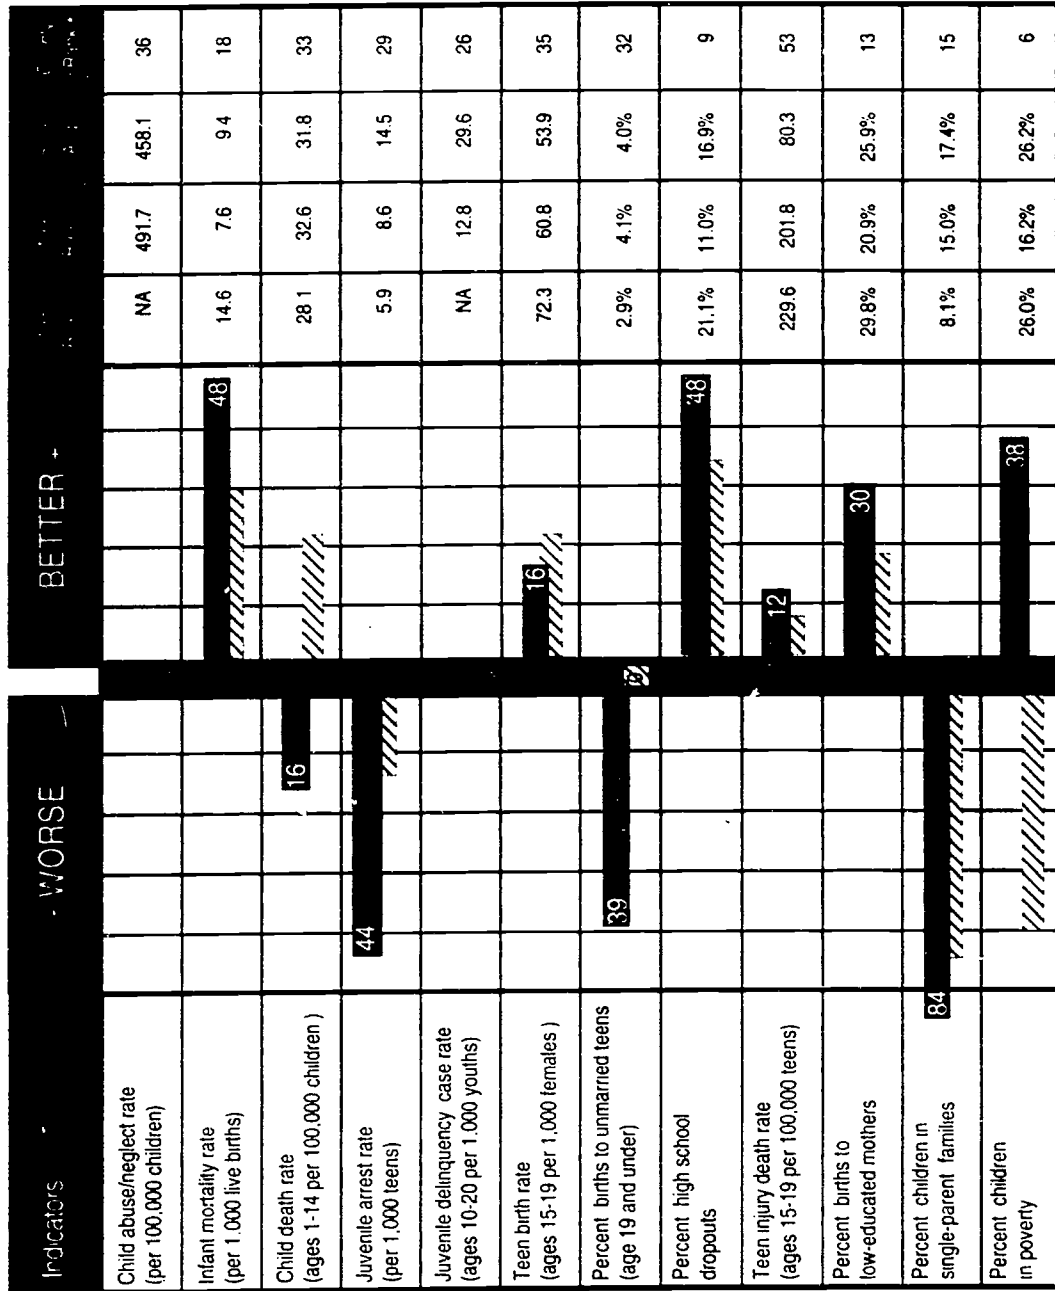 Indicators
- WORSE
BETTER +
Child abuse/neglect rate
(per 100,000 children)
NA 491.7 458.1 36
Infant mortality rate
(per 1,000 live births)
48
14.6 7.6 9 4 18
Child death rate
(ages 1-14 per 100,000 children )
16
28 1 32.6 31.8 33
Juvenile arrest rate
(per 1,000 teens)
44
5.9 8.6 14.5 29
Juvenile delinquency case rate
(ages 10-20 per 1.000 youths)
NA 12.8 29.6 26
Teen birth rate
(ages 15-19 per 1,000 females )
16
72.3 60.8 53.9 35
Percent births to unmarried teens
(age 19 and under)
39
2.9% 4.1% 4.0% 32
Percent high school
dropouts
48
21.1% 11.0% 16.9% 9
Teen injury death rate
(ages 15-19 per 100,000 teens)
12
229.6 201.8 80.3 53
Percent births to
low-educated mothers
30
29.8% 20.9% 25.9% 13
Percent children in
single-parent families
84
8.1% 15.0% 17.4% 15
Percent children
in poverty
38
26.0% 16.2% 26.2% 6